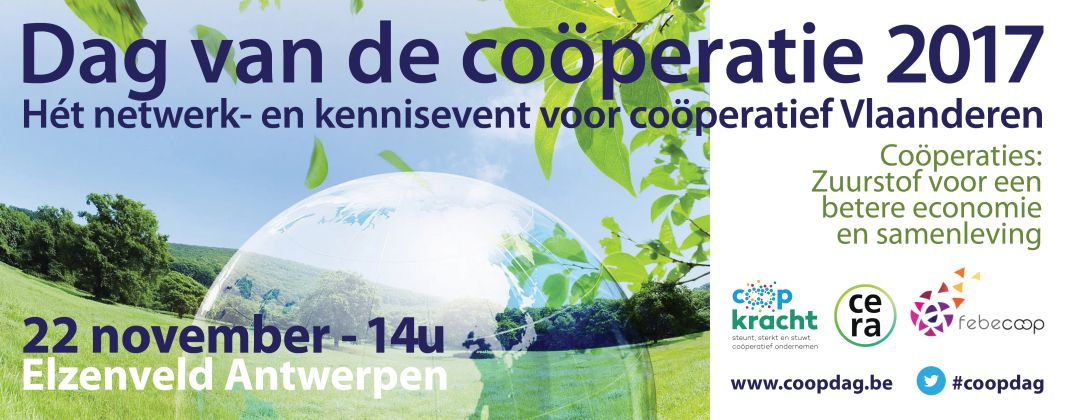 Dag van de coöperatie 2017
Hét netwerk- en kennisevent voor coöperatief Vlaanderen
Coöperaties:
Zuurstof voor een
betere economie
en samenleving
22 november - 14u
Elzenveld Antwerpen
coop
kracht
steunt, sterkt en stuwt
coöperatief ondernemen
ce
ra
febecoop
www.coopdag.be
#coopdag